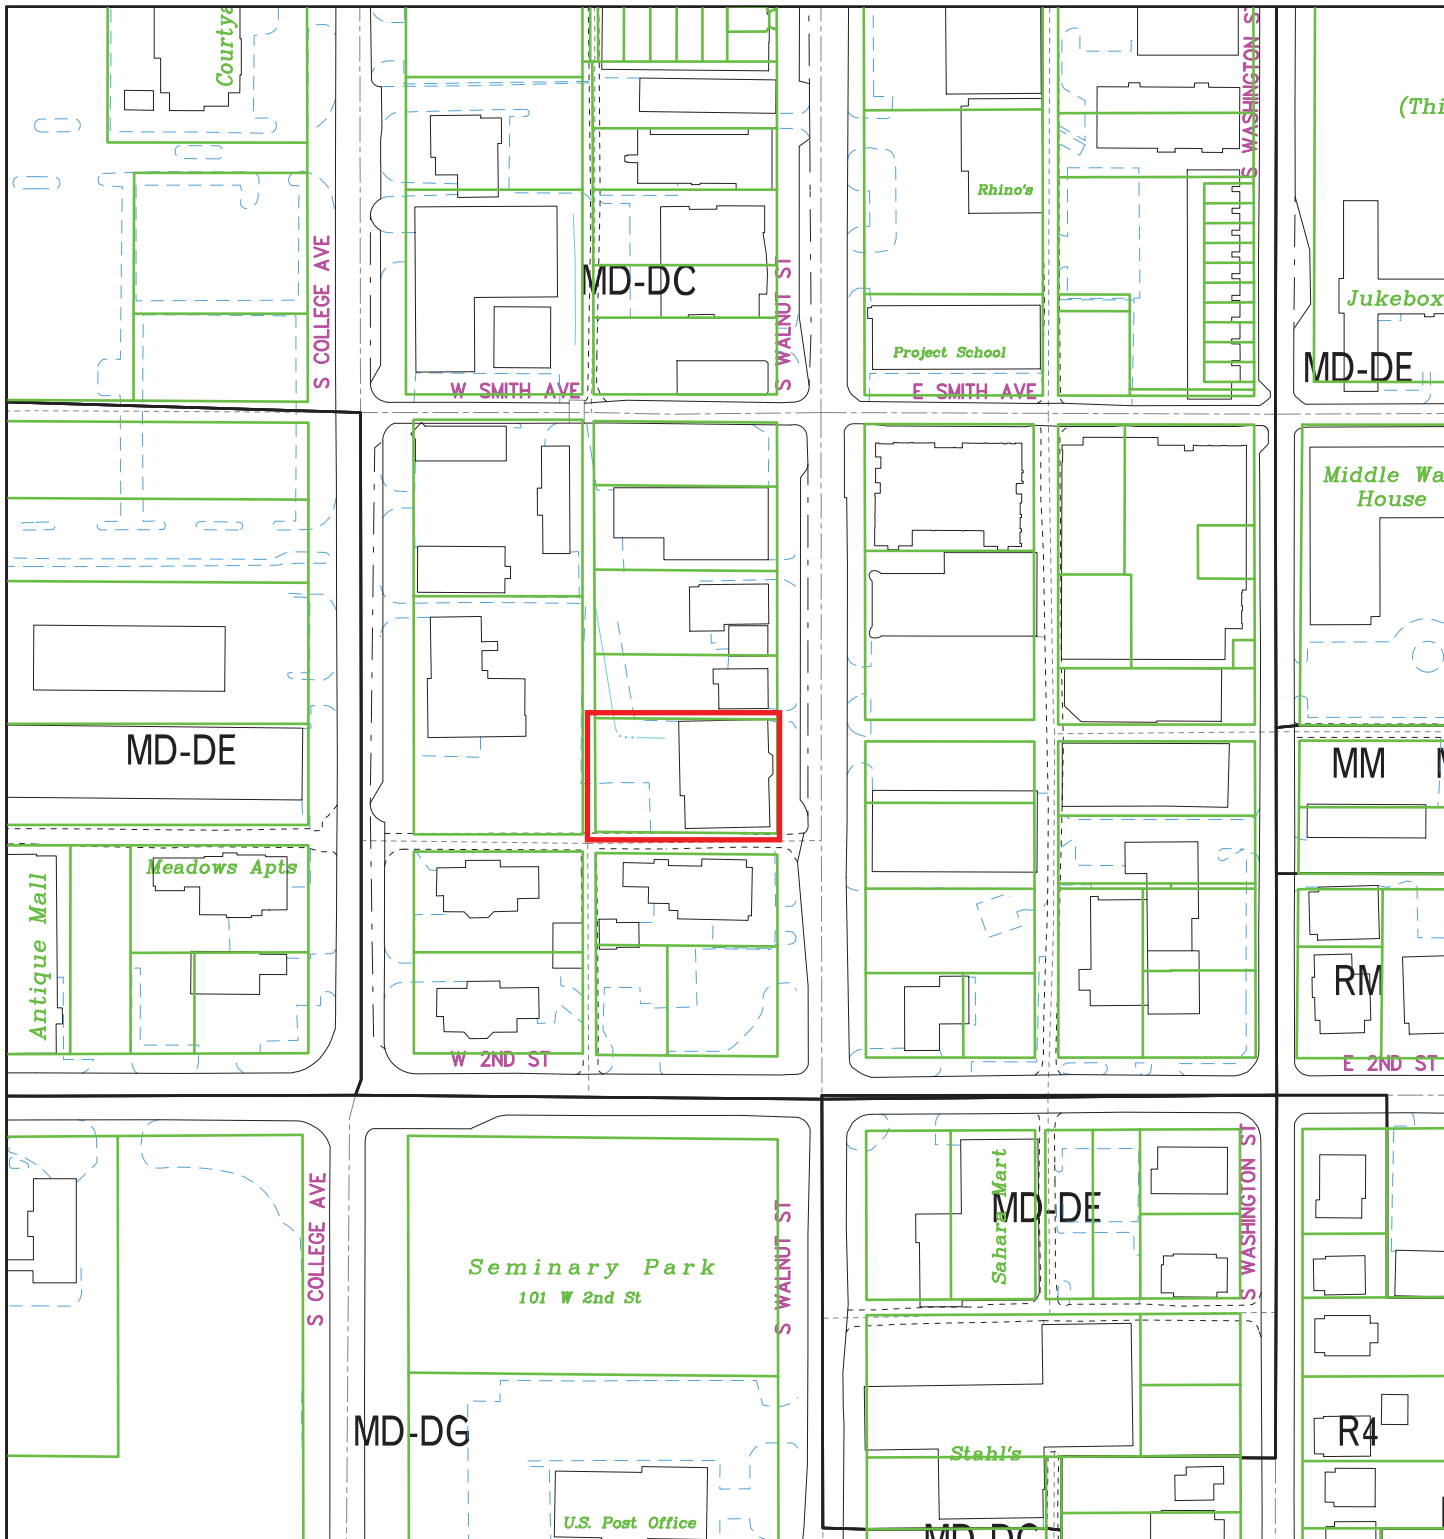 S WASHINGTON ST
(Thi
Rhino's
MD-DC
S COLLEGE AVE
S WALNUT ST
Jukebox
Project School
MD-DE
W SMITH AVE
E SMITH AVE
Middle Wa
House
MD-DE
MM
Meadows Apts
Antique Mall
RM
W 2ND ST
E 2ND ST
S COLLEGE AVE
S WALNUT ST
Sahara Mart
MD-DE
S WASHINGTON ST
Seminary Park
101 W 2nd St
MD-DG
R4
Stahl's
U.S. Post Office